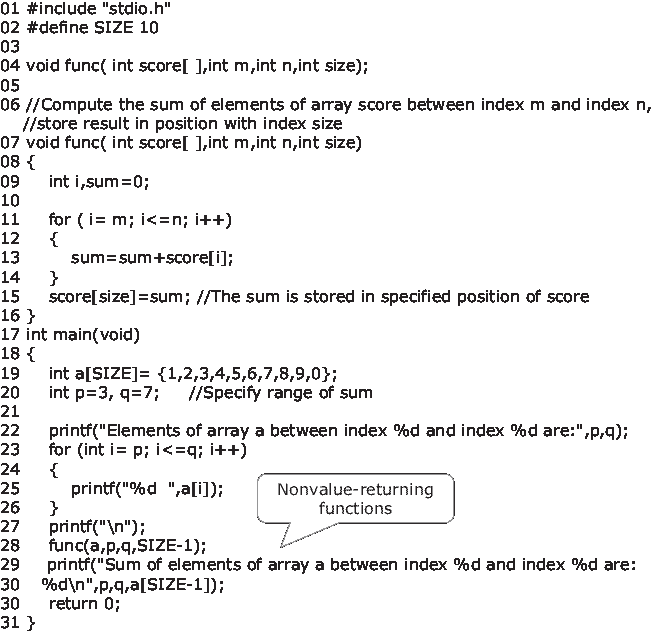 01 #include "stdio.h"
02 #define SIZE 10
03
04 void func( int score[ ],int m,int n,int size);
05
06 //Compute the sum of elements of array score between index m and index n,
//store result in position with index size
07 void func( int score[ ],int m,int n,int size)
08 {
09 int i,sum=0;
10
11 for ( i= m; i<=n; i++)
12 {
13 sum=sum+score[i];
14 }
15 score[size]=sum; //The sum is stored in specified position of score
16 }
17 int main(void)
18 {
19 int a[SIZE]= {1,2,3,4,5,6,7,8,9,0};
20 int p=3, q=7; //Specify range of sum
21
22 printf("Elements of array a between index %d and index %d are:",p,q);
23 for (int i= p; i<=q; i++)
24 {
25 printf("%d ",a[i]);
26 }
27 printf("\n");
28 func(a,p,q,SIZE-1);
29 printf("Sum of elements of array a between index %d and index %d are:
30 %d\n",p,q,a[SIZE-1]);
30 return 0;
31 }
Nonvalue-returning
functions